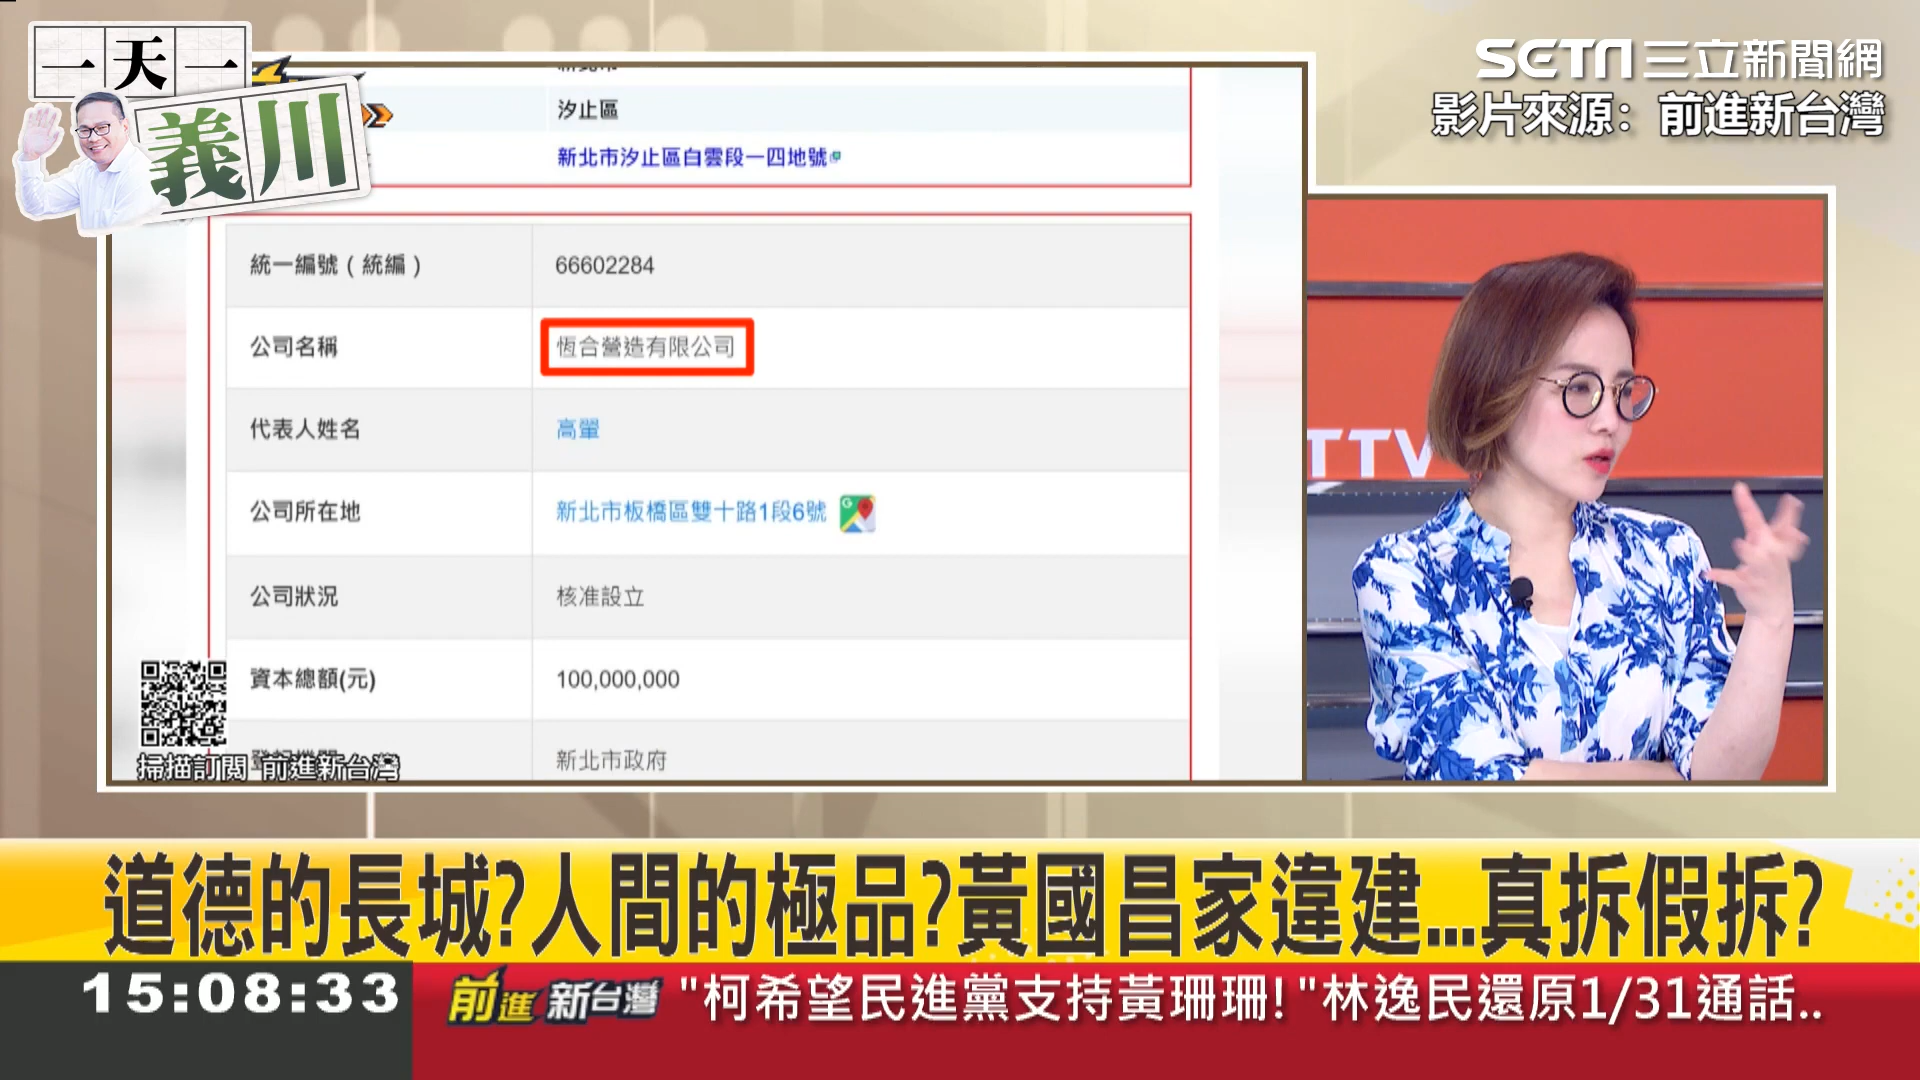 一天一
義川
SETN三立新聞網
影片來源：前進新台灣
汐止區
新北市汐止區白雲段一四地號
統一編號(統編) 66602284
公司名稱 恆合營造有限公司
代表人姓名 高翬
公司所在地 新北市板橋區雙十路1段6號
公司狀況 核准設立
資本總額(元) 100,000,000
新北市政府
掃描訂閱 前進新台灣
TTV
道德的長城?人間的極品?黃國昌家違建...真拆假拆?
15:08:33
前進新台灣 "柯希望民進黨支持黃珊珊!"林逸民還原1/31通話..